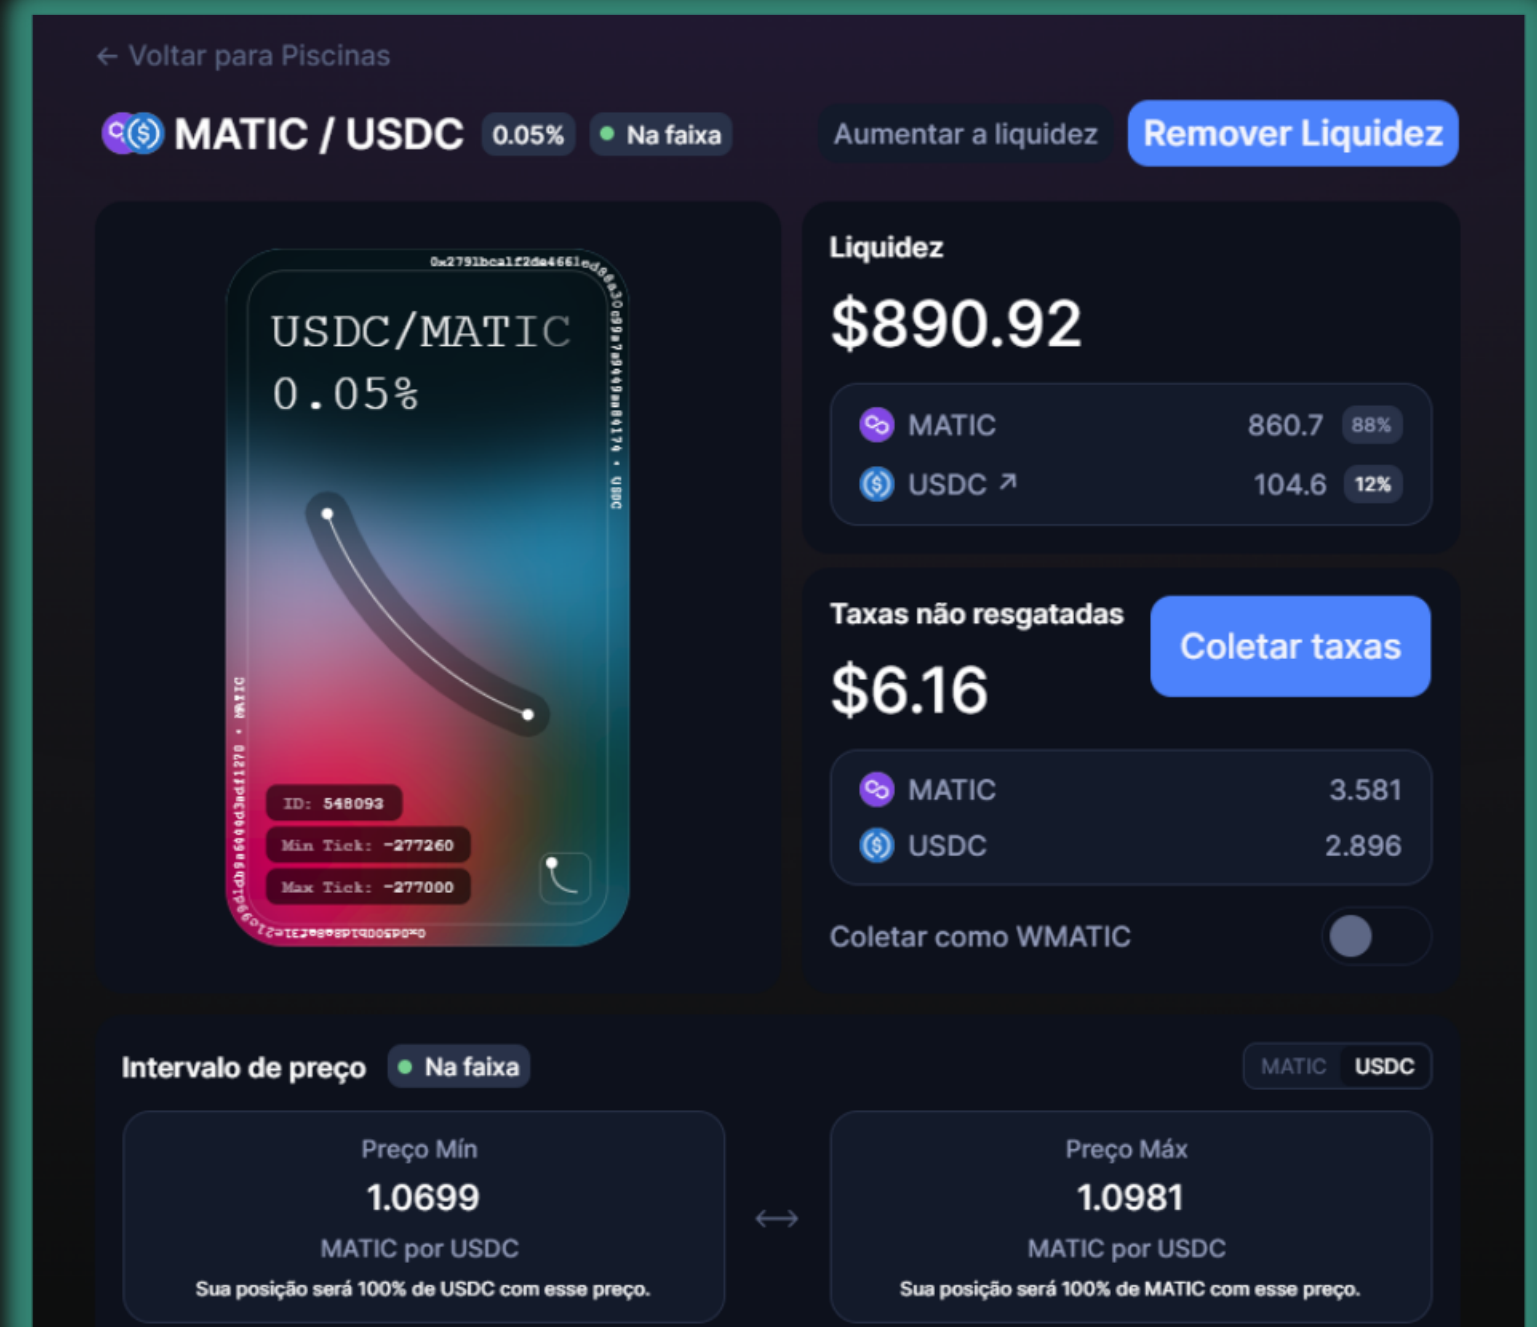 ← Voltar para Piscinas
MATIC / USDC 0.05% Na faixa
Aumentar a liquidez Remover Liquidez
USDC/MATIC
0.05%
• USDC
• MATIC
ID: 548093
Min Tick: -277260
Max Tick: -277000
Liquidez
$890.92
MATIC 860.7 88%
USDC ↗ 104.6 12%
Taxas não resgatadas
Coletar taxas
$6.16
MATIC 3.581
USDC 2.896
Coletar como WMATIC
Intervalo de preço Na faixa
MATIC USDC
Preço Mín
1.0699
MATIC por USDC
Sua posição será 100% de USDC com esse preço.
Preço Máx
1.0981
MATIC por USDC
Sua posição será 100% de MATIC com esse preço.